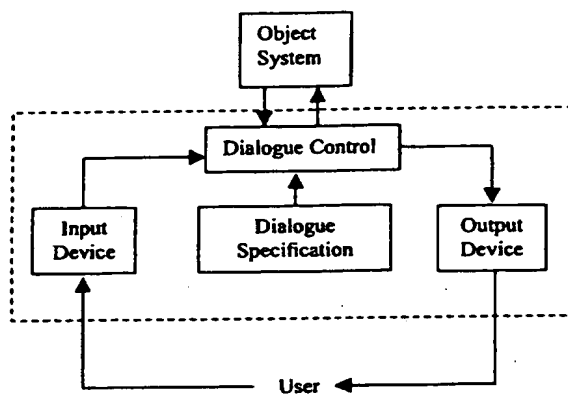 Object
System
Dialogue Control
Input
Device
Dialogue
Specification
Output
Device
User